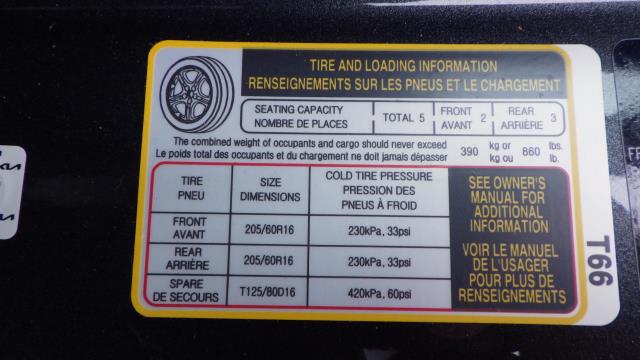 TIRE AND LOADING INFORMATION
RENSEIGNEMENTS SUR LES PNEUS ET LE CHARGEMENT
SEATING CAPACITY
NOMBRE DE PLACES
TOTAL 5
FRONT
AVANT 2
REAR
ARRIÈRE 3
The combined weight of occupants and cargo should never exceed
Le poids total des occupants et du chargement ne doit jamais dépasser
390 kg or
kg ou 860 lbs.
lb.
TIRE
PNEU
SIZE
DIMENSIONS
COLD TIRE PRESSURE
PRESSION DES
PNEUS À FROID
SEE OWNER'S
MANUAL FOR
ADDITIONAL
INFORMATION
VOIR LE MANUEL
DE L'USAGER
POUR PLUS DE
RENSEIGNEMENTS
FRONT
AVANT
205/60R16
230kPa, 33psi
REAR
ARRIÈRE
205/60R16
230kPa, 33psi
SPARE
DE SECOURS
T125/80D16
420kPa, 60psi
T66